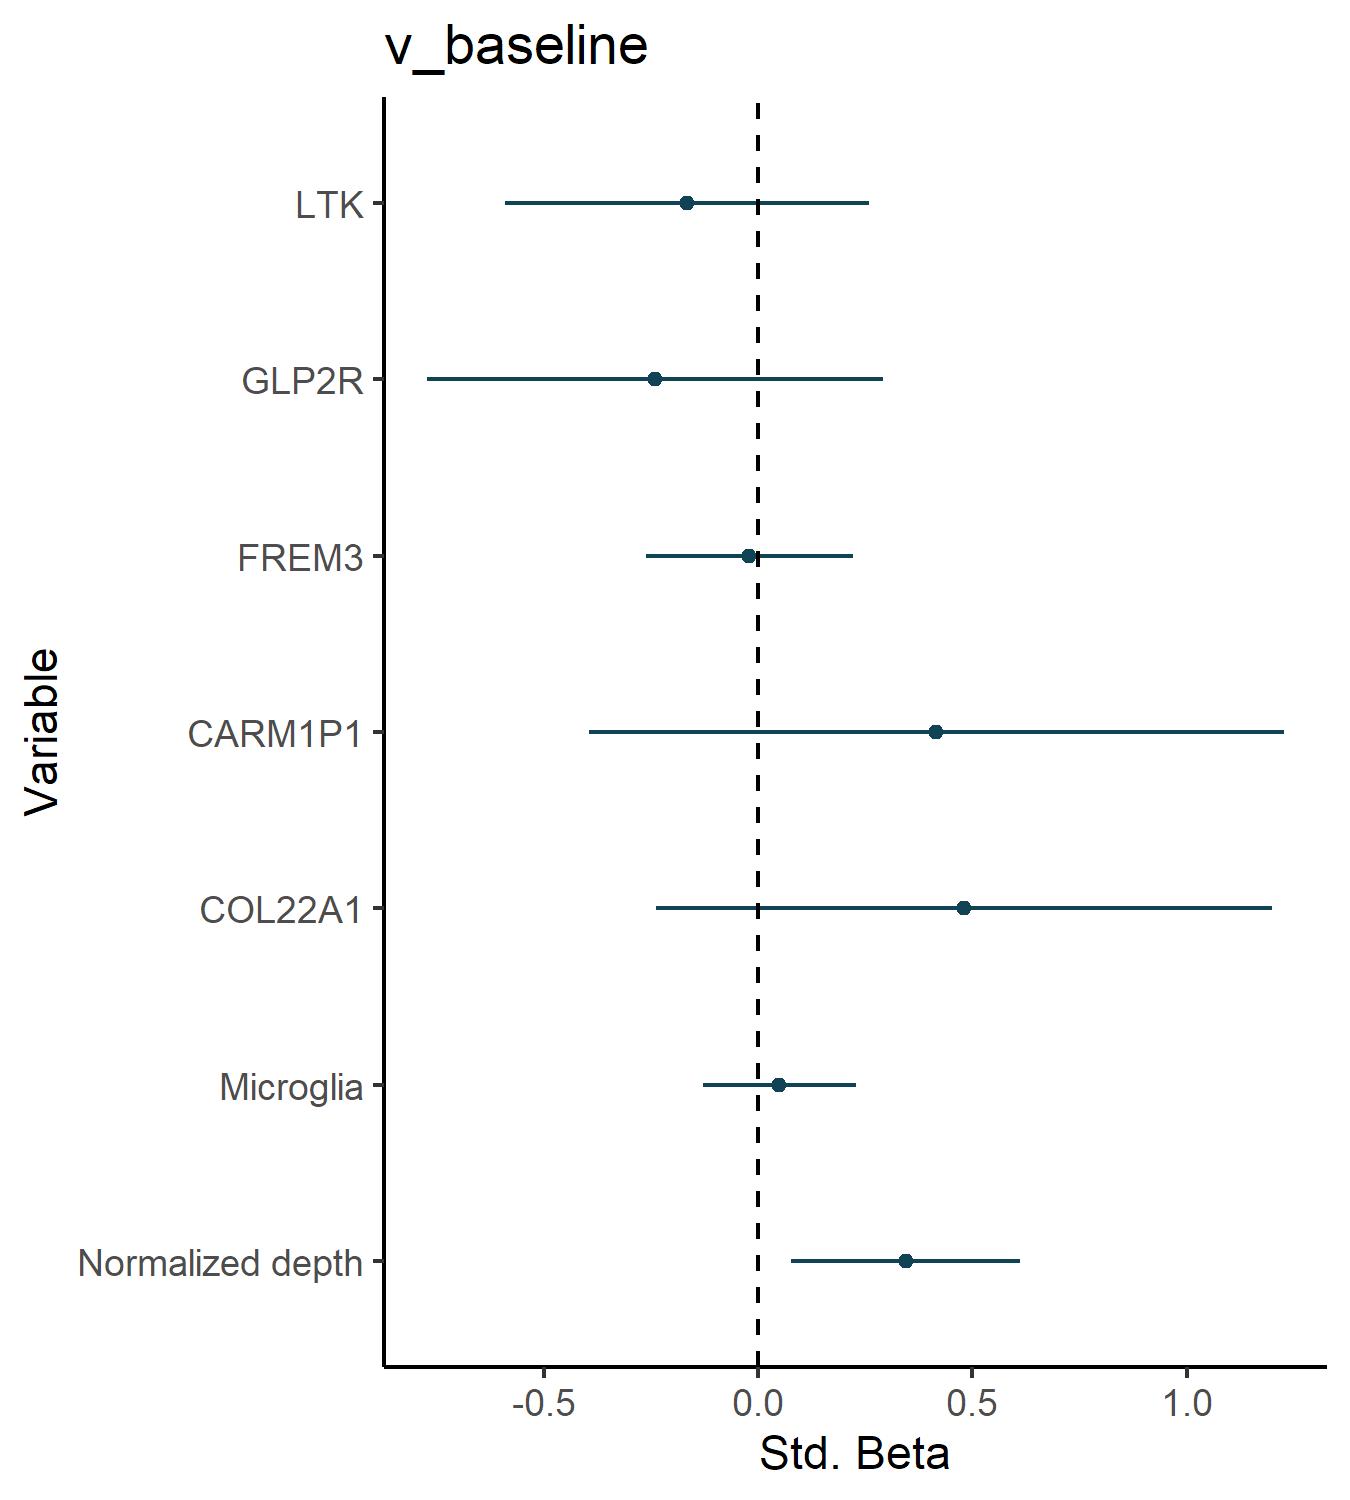 v_baseline
LTK
GLP2R
FREM3
CARM1P1
COL22A1
Microglia
Normalized depth
Variable
-0.5
0.0
0.5
1.0
Std. Beta